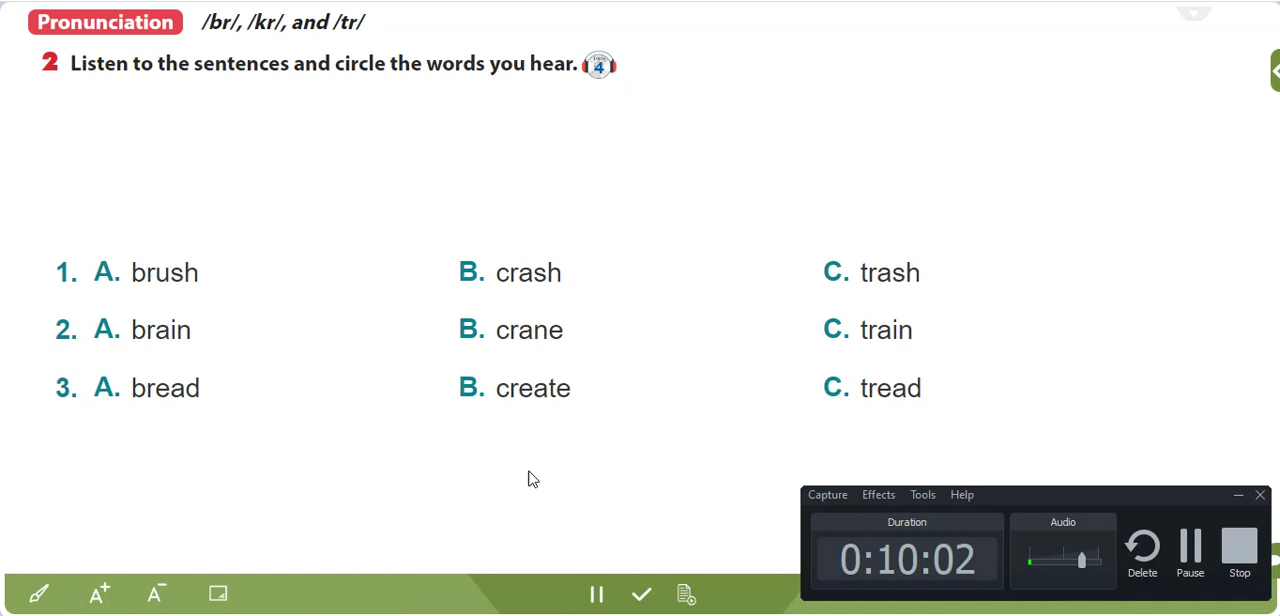 Pronunciation /br/, /kr/, and /tr/
2 Listen to the sentences and circle the words you hear. 4
1. A. brush B. crash C. trash
2. A. brain B. crane C. train
3. A. bread B. create C. tread
Capture Effects Tools Help
Duration Audio
0:10:02
Delete Pause Stop
A+ A-